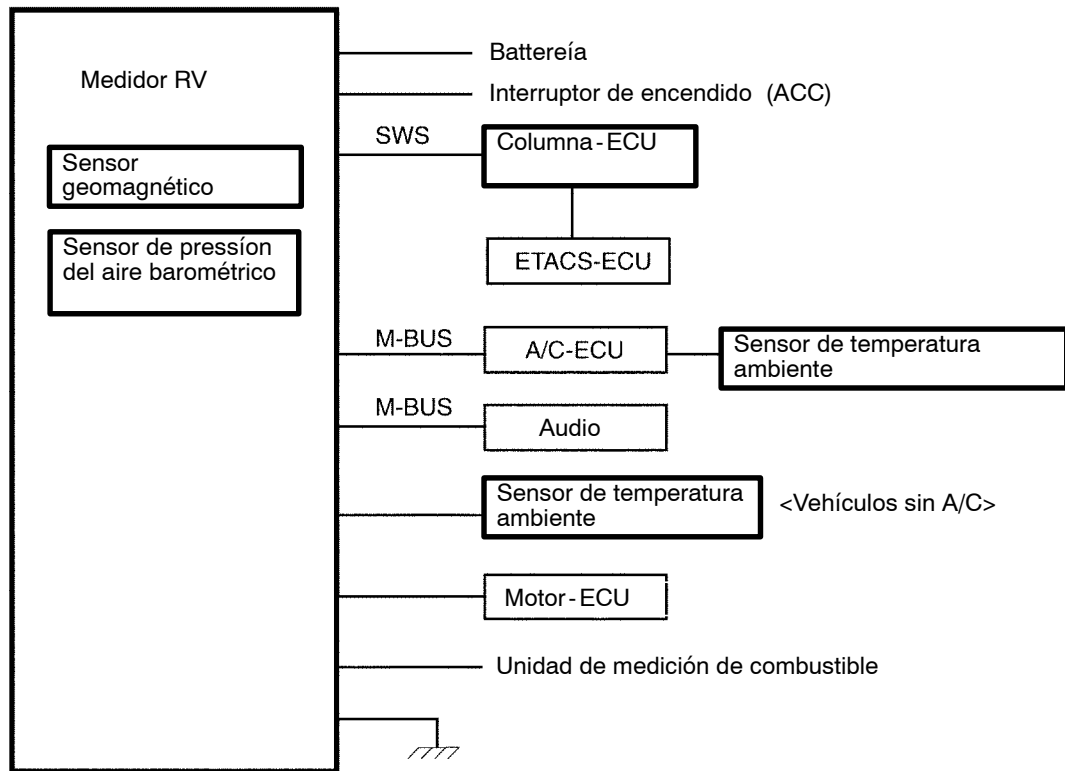 Medidor RV
Battereía
Interruptor de encendido (ACC)
SWS
Columna-ECU
Sensor
geomagnético
ETACS-ECU
Sensor de pressíon
del aire barométrico
M-BUS
A/C-ECU
Sensor de temperatura
ambiente
M-BUS
Audio
Sensor de temperatura
ambiente
<Vehículos sin A/C>
Motor-ECU
Unidad de medición de combustible